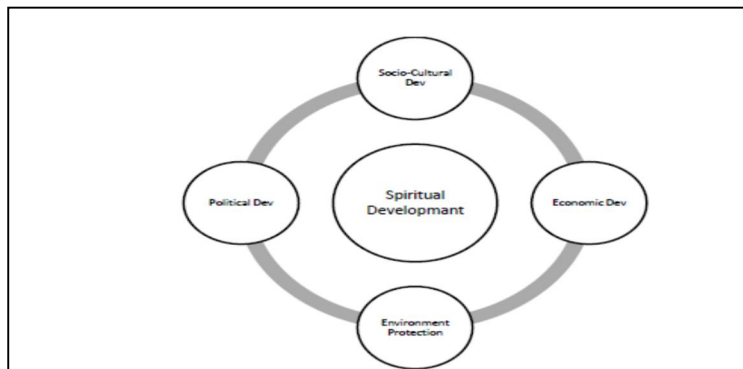 Socio-Cultural
Dev
Political Dev
Spiritual
Developmant
Economic Dev
Environment
Protection